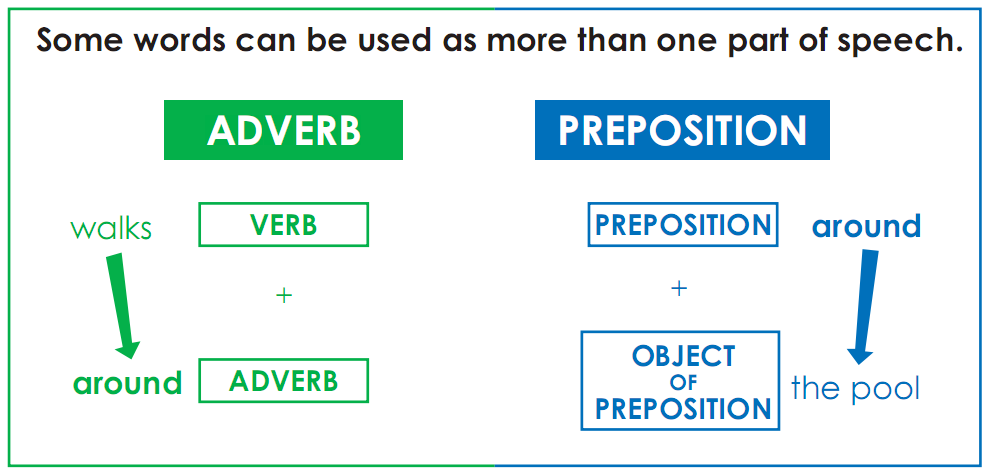 Some words can be used as more than one part of speech.
ADVERB
walks
VERB
+
around
ADVERB
PREPOSITION
PREPOSITION
around
+
OBJECT
OF
PREPOSITION
the pool